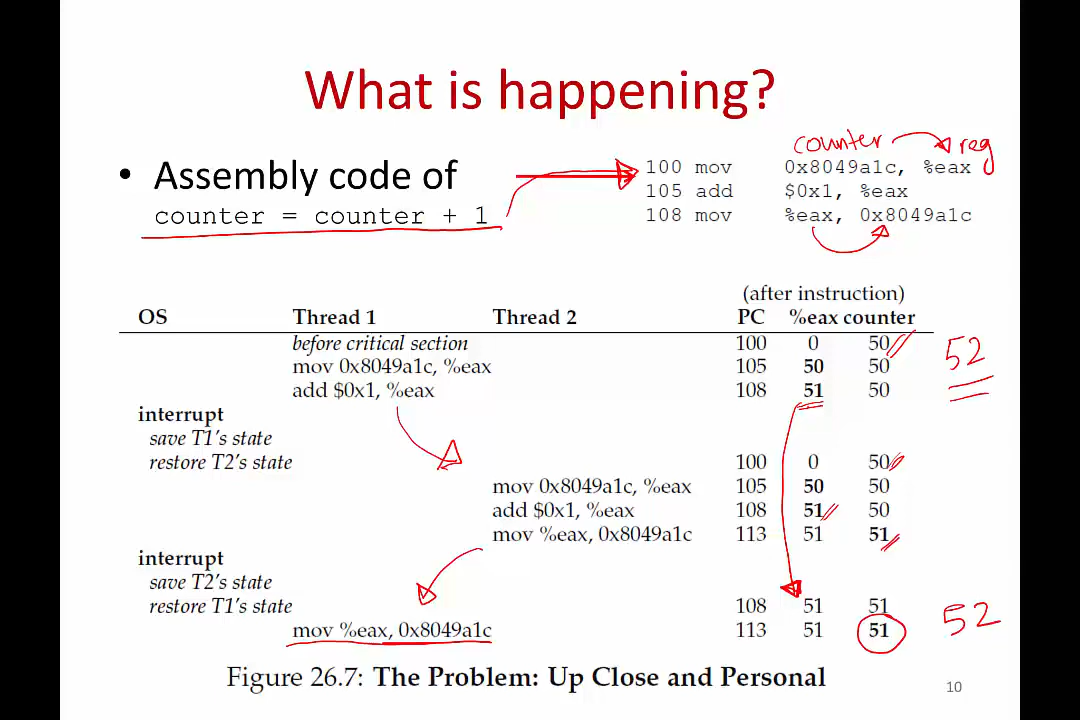 What is happening?
• Assembly code of
counter = counter + 1
counter reg
100 mov 0x8049a1c, %eax
105 add $0x1, %eax
108 mov %eax, 0x8049a1c
(after instruction)
OS Thread 1 Thread 2 PC %eax counter
before critical section 100 0 50
52
mov 0x8049a1c, %eax 105 50 50
add $0x1, %eax 108 51 50
interrupt
save T1's state
restore T2's state 100 0 50
mov 0x8049a1c, %eax 105 50 50
add $0x1, %eax 108 51 50
mov %eax, 0x8049a1c 113 51 51
interrupt
save T2's state
restore T1's state 108 51 51
52
mov %eax, 0x8049a1c 113 51 51
Figure 26.7: The Problem: Up Close and Personal
10